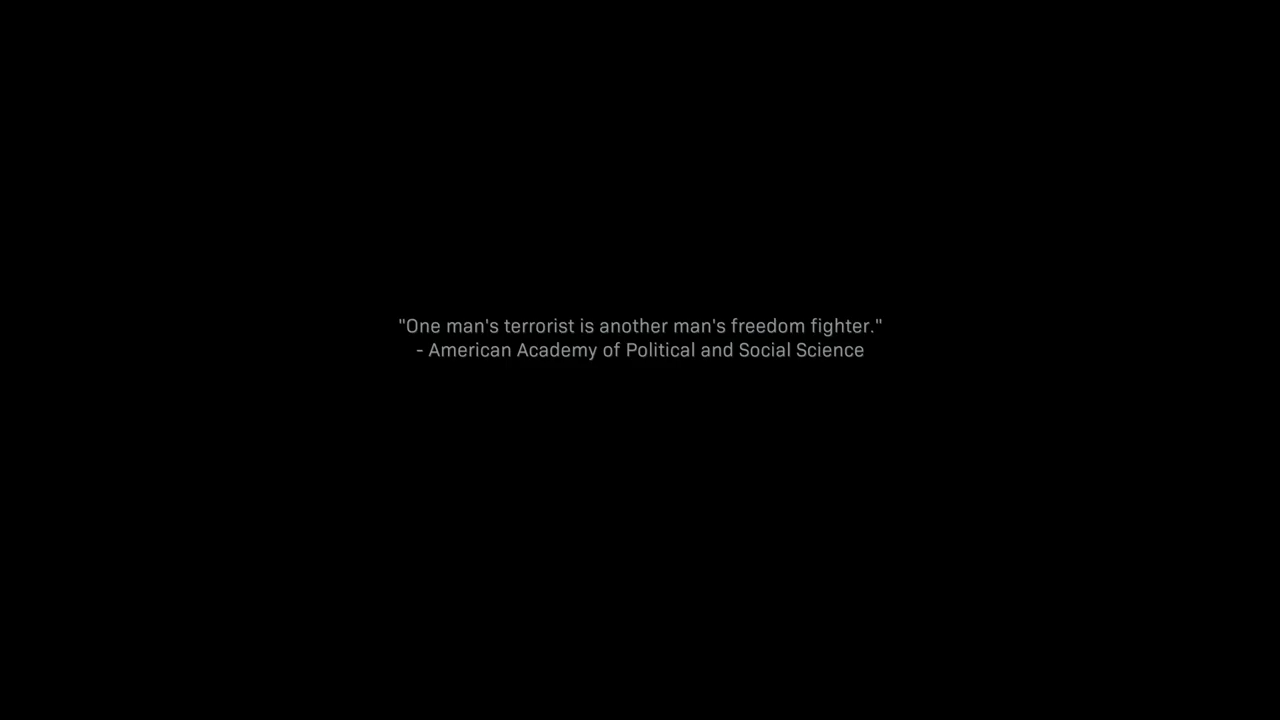 "One man's terrorist is another man's freedom fighter."
- American Academy of Political and Social Science